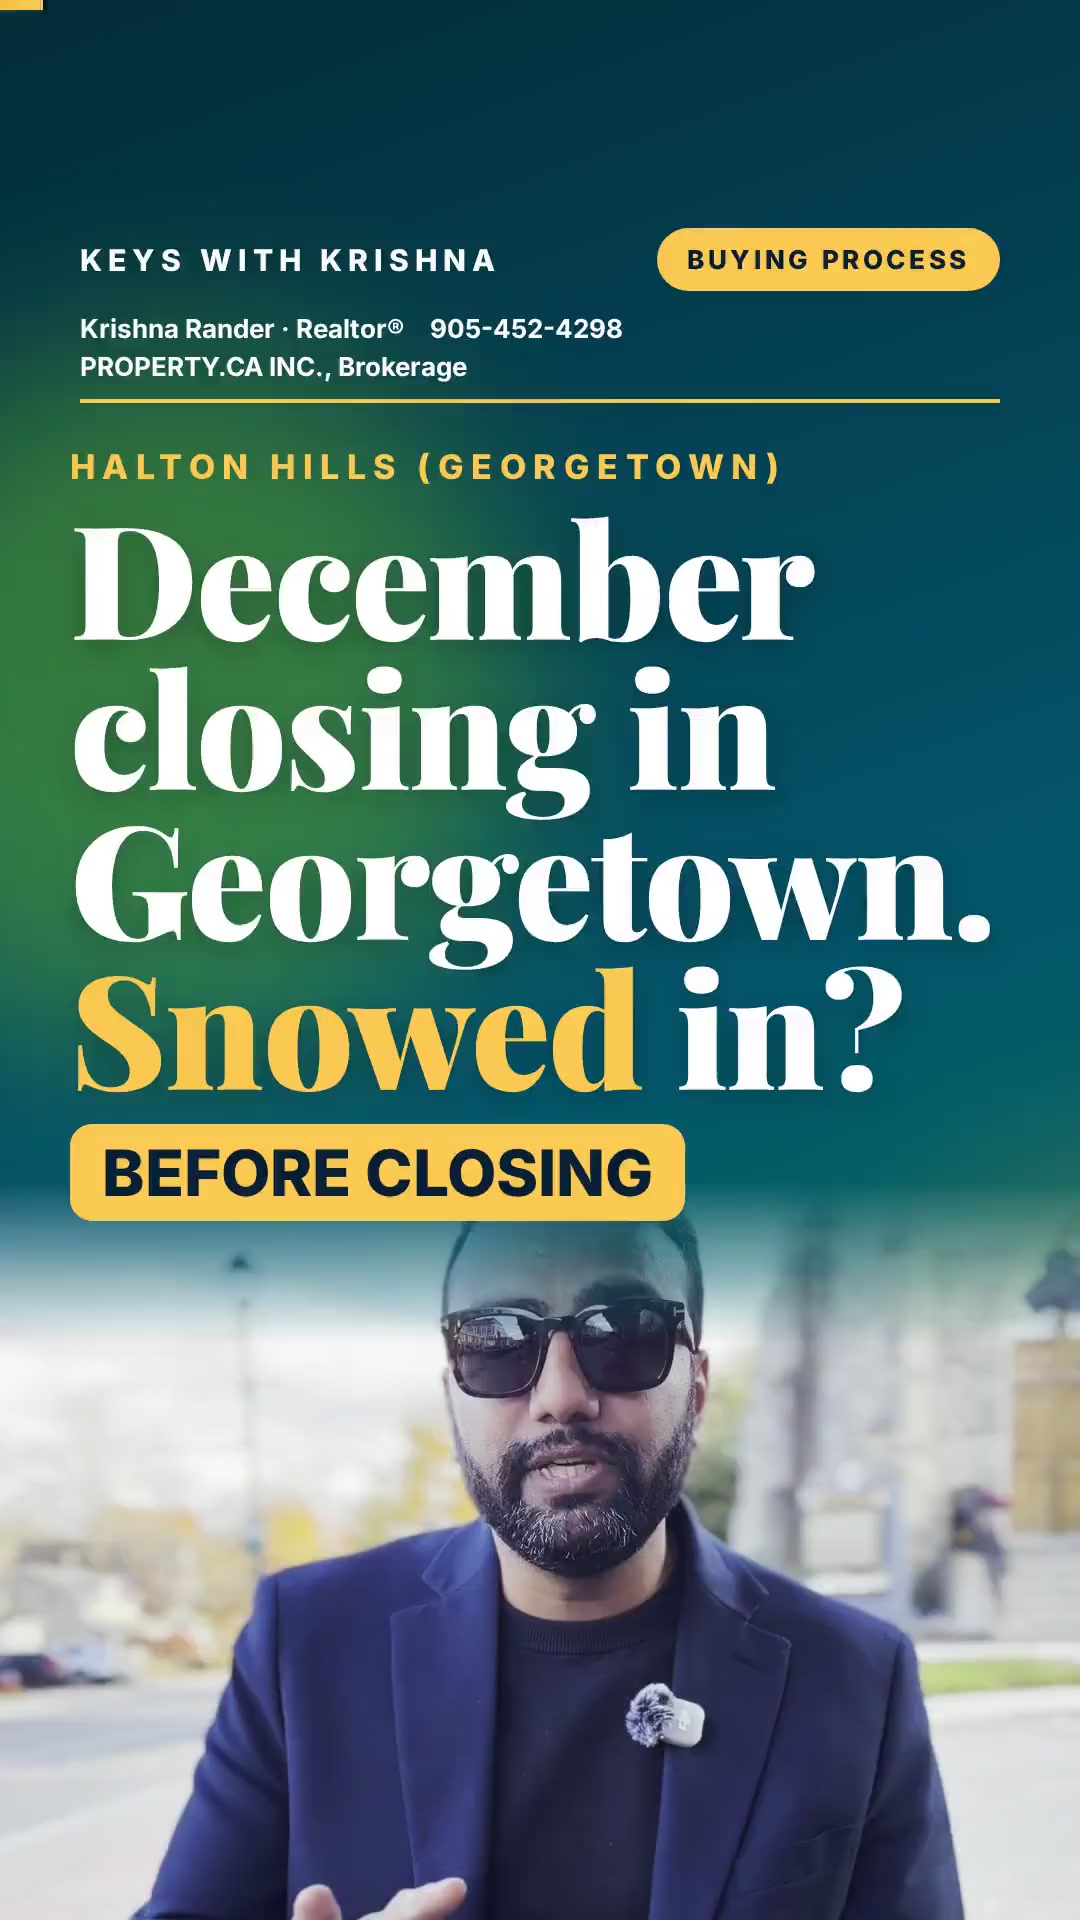 KEYS WITH KRISHNA
BUYING PROCESS
Krishna Rander · Realtor® 905-452-4298
PROPERTY.CA INC., Brokerage
HALTON HILLS (GEORGETOWN)
December
closing in
Georgetown.
Snowed in?
BEFORE CLOSING